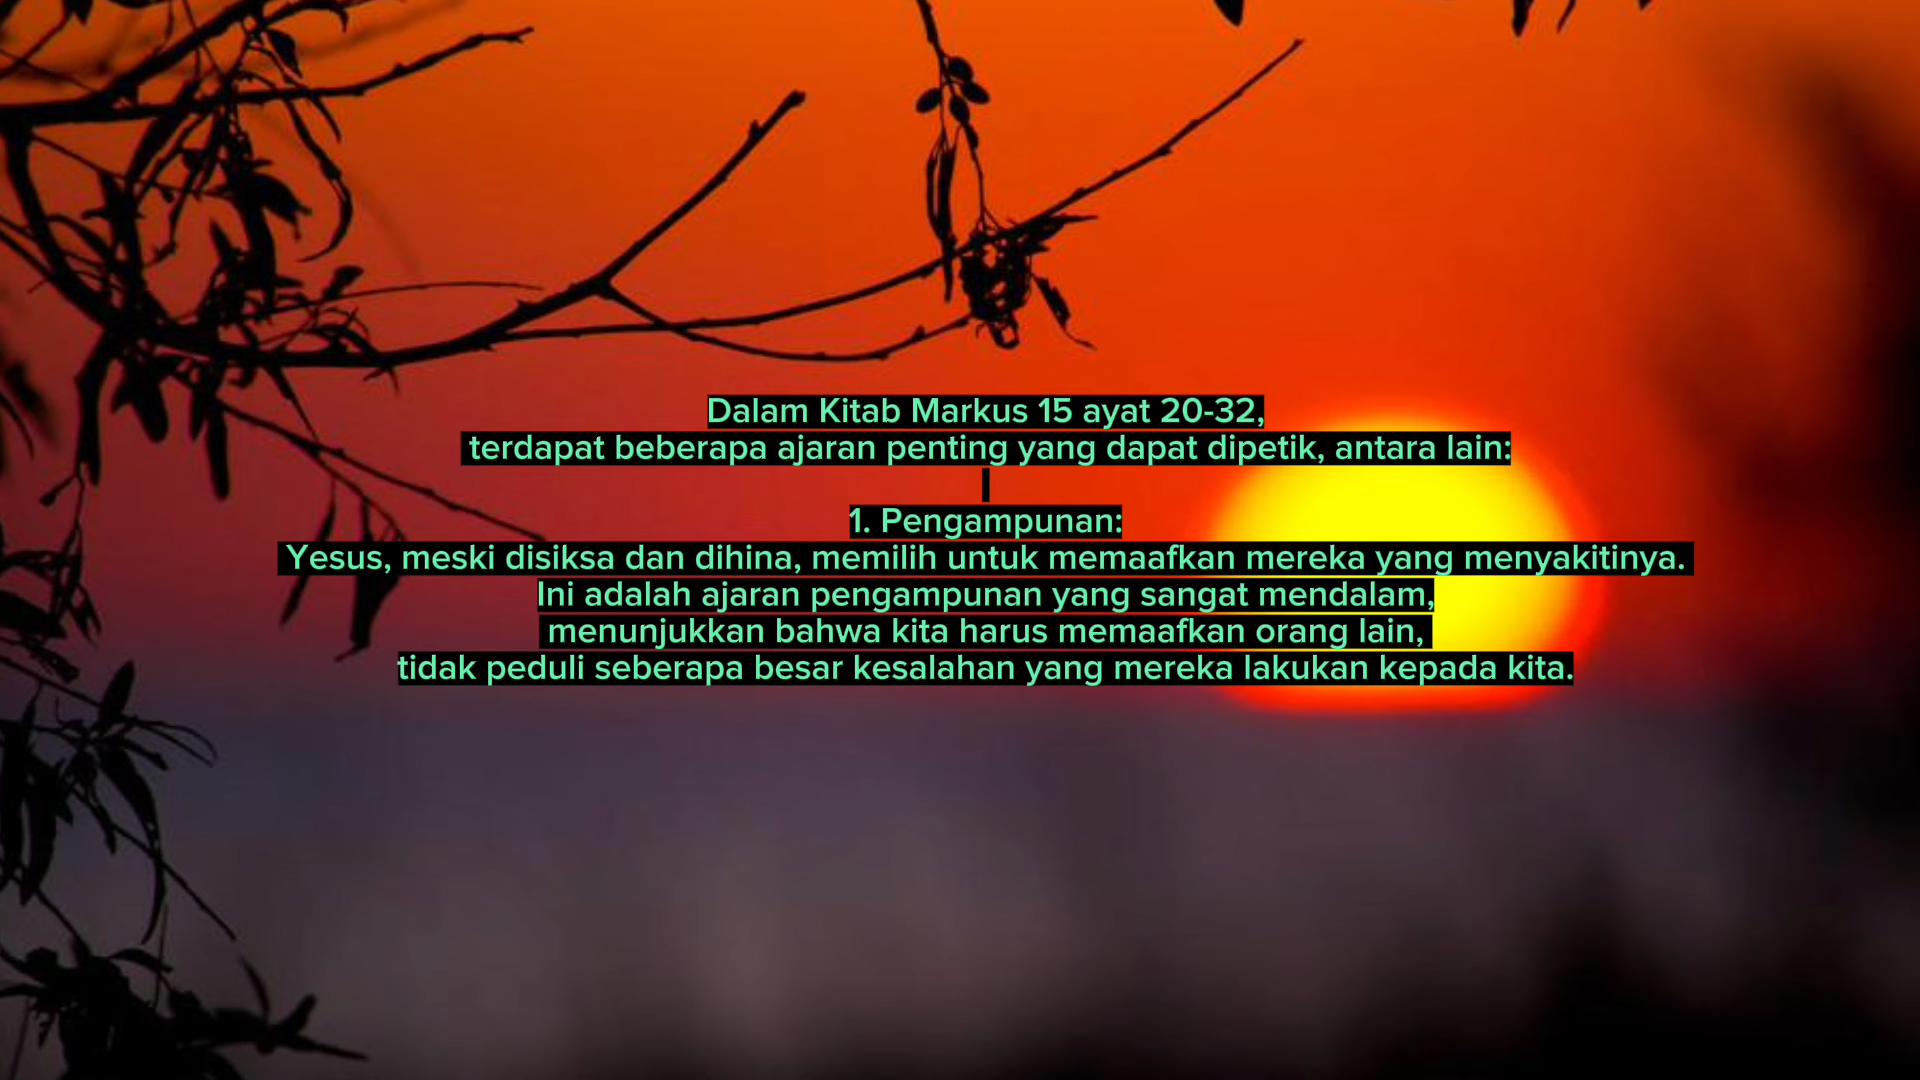 Dalam Kitab Markus 15 ayat 20-32,
terdapat beberapa ajaran penting yang dapat dipetik, antara lain:
1. Pengampunan:
Yesus, meski disiksa dan dihina, memilih untuk memaafkan mereka yang menyakitinya.
Ini adalah ajaran pengampunan yang sangat mendalam,
menunjukkan bahwa kita harus memaafkan orang lain,
tidak peduli seberapa besar kesalahan yang mereka lakukan kepada kita.